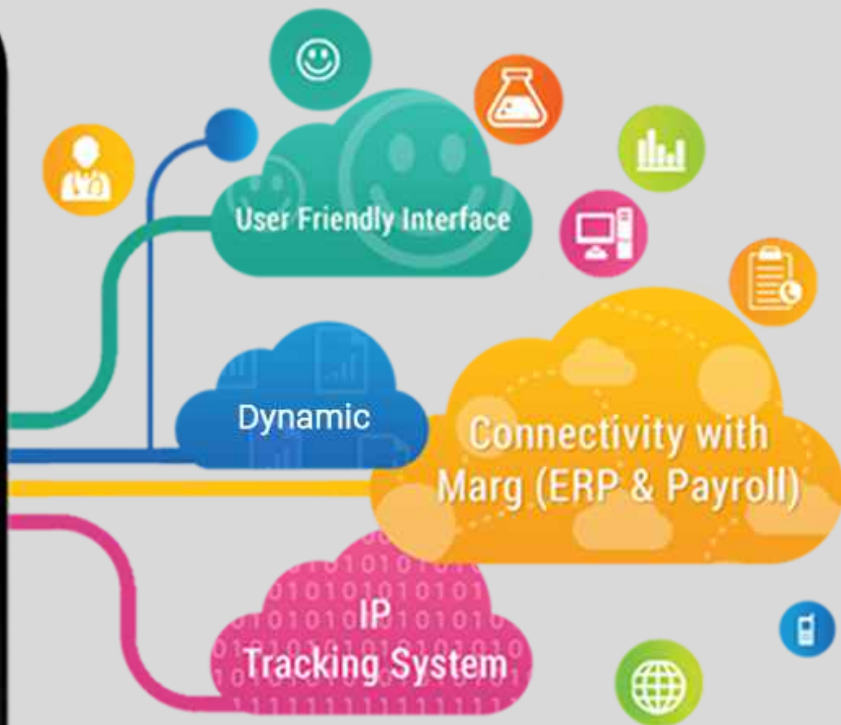 User Friendly Interface
Dynamic
Connectivity with
Marg (ERP & Payroll)
IP
Tracking System